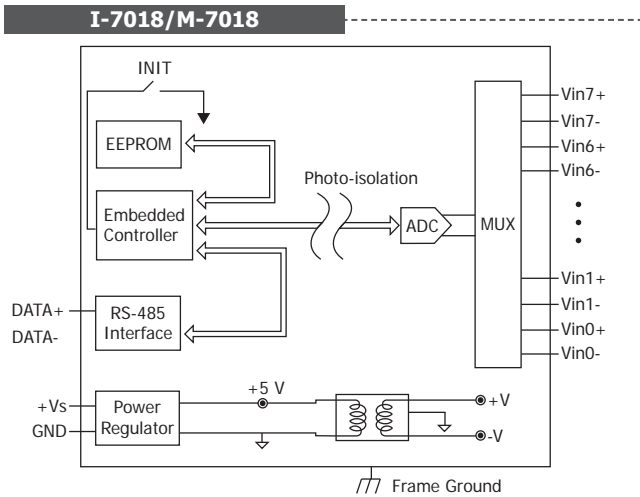 I-7018/M-7018
INIT
EEPROM
Embedded
Controller
Photo-isolation
ADC
MUX
Vin7+
Vin7-
Vin6+
Vin6-
Vin1+
Vin1-
Vin0+
Vin0-
DATA+
DATA-
RS-485
Interface
+Vs
GND
Power
Regulator
+5 V
+V
-V
Frame Ground